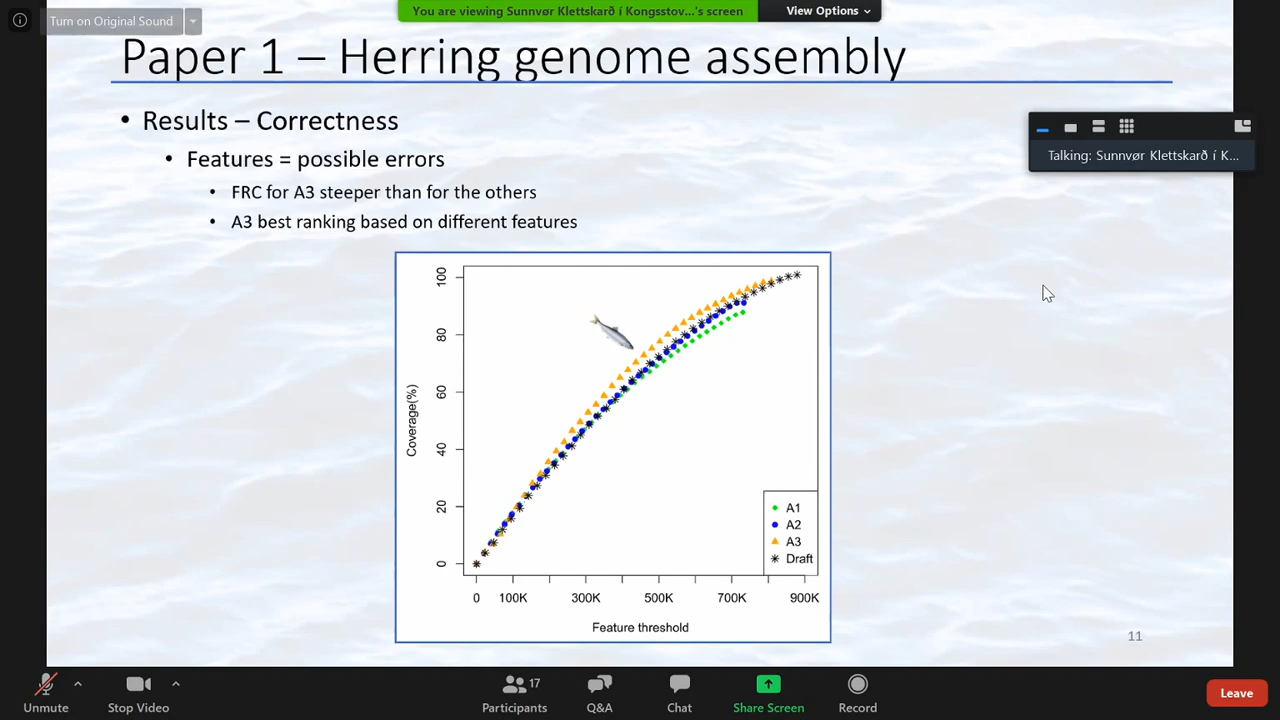 Turn on Original Sound
You are viewing Sunnvør Klettskarð í Kongsstov...'s screen
View Options
Paper 1 – Herring genome assembly
• Results – Correctness
• Features = possible errors
• FRC for A3 steeper than for the others
• A3 best ranking based on different features
Talking: Sunnvør Klettskarð í K...
Coverage(%)
100
80
60
40
20
0
A1
A2
A3
Draft
0 100K 300K 500K 700K 900K
Feature threshold
11
Unmute
Stop Video
17
Participants
Q&A
Chat
Share Screen
Record
Leave